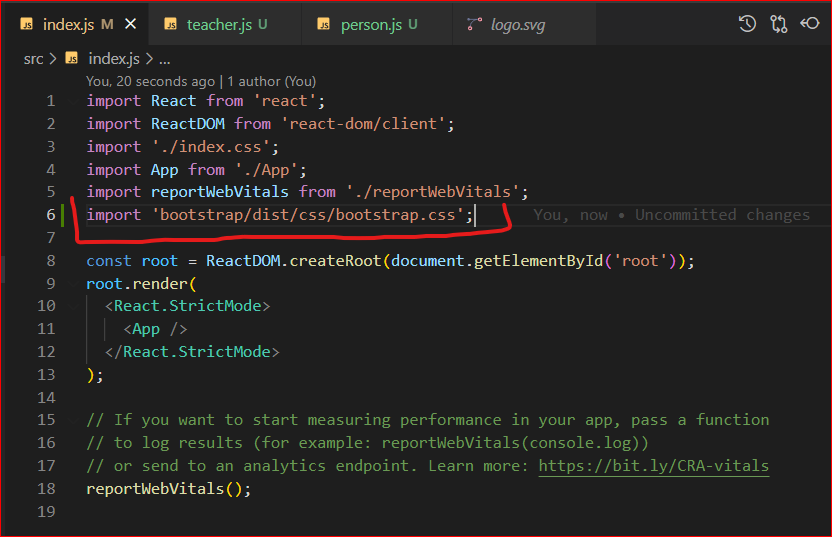 index.js M
teacher.js U
person.js U
logo.svg
src > JS index.js > ...
You, 20 seconds ago | 1 author (You)
1 import React from 'react';
2 import ReactDOM from 'react-dom/client';
3 import './index.css';
4 import App from './App';
5 import reportWebVitals from './reportWebVitals';
6 import 'bootstrap/dist/css/bootstrap.css'; You, now • Uncommitted changes
7
8 const root = ReactDOM.createRoot(document.getElementById('root'));
9 root.render(
10 <React.StrictMode>
11 <App />
12 </React.StrictMode>
13 );
14
15 // If you want to start measuring performance in your app, pass a function
16 // to log results (for example: reportWebVitals(console.log))
17 // or send to an analytics endpoint. Learn more: https://bit.ly/CRA-vitals
18 reportWebVitals();
19